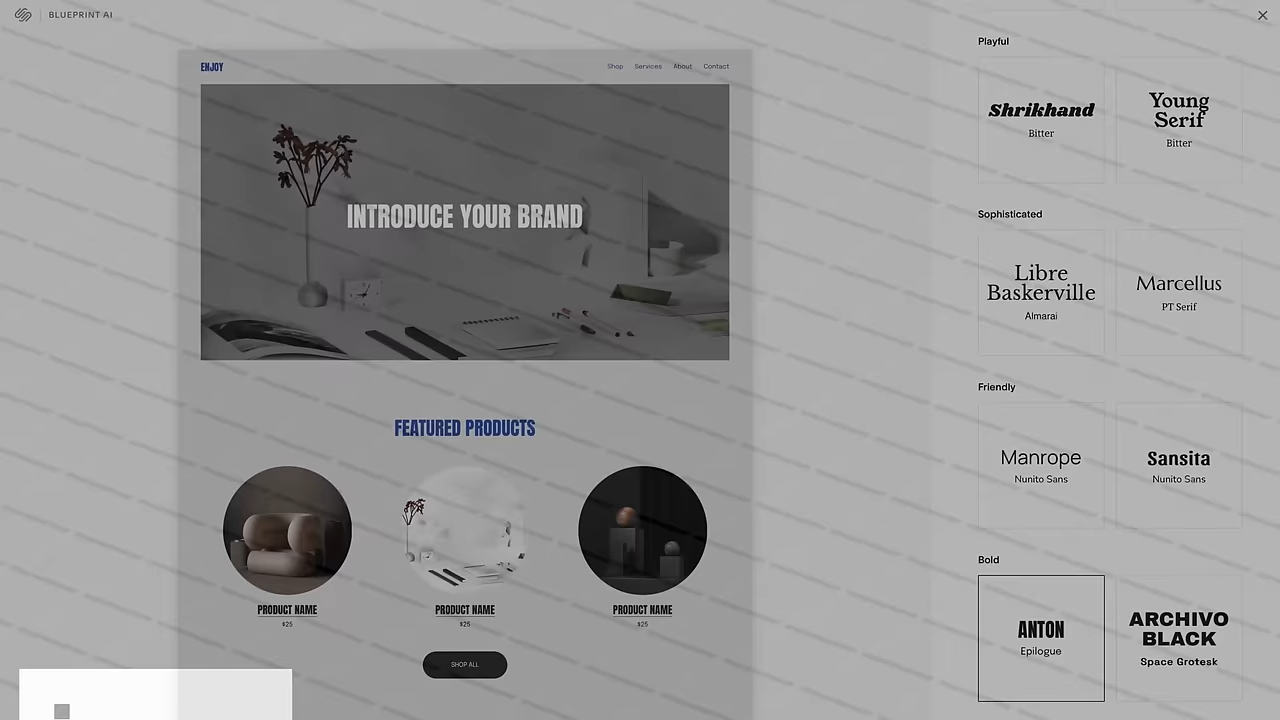 BLUEPRINT AI
ENJOY
Shop Services About Contact
INTRODUCE YOUR BRAND
FEATURED PRODUCTS
PRODUCT NAME
$25
PRODUCT NAME
$25
PRODUCT NAME
$25
SHOP ALL
Playful
Shrikhand
Bitter
Young
Serif
Bitter
Sophisticated
Libre
Baskerville
Almarai
Marcellus
PT Serif
Friendly
Manrope
Nunito Sans
Sansita
Nunito Sans
Bold
ANTON
Epilogue
ARCHIVO
BLACK
Space Grotesk